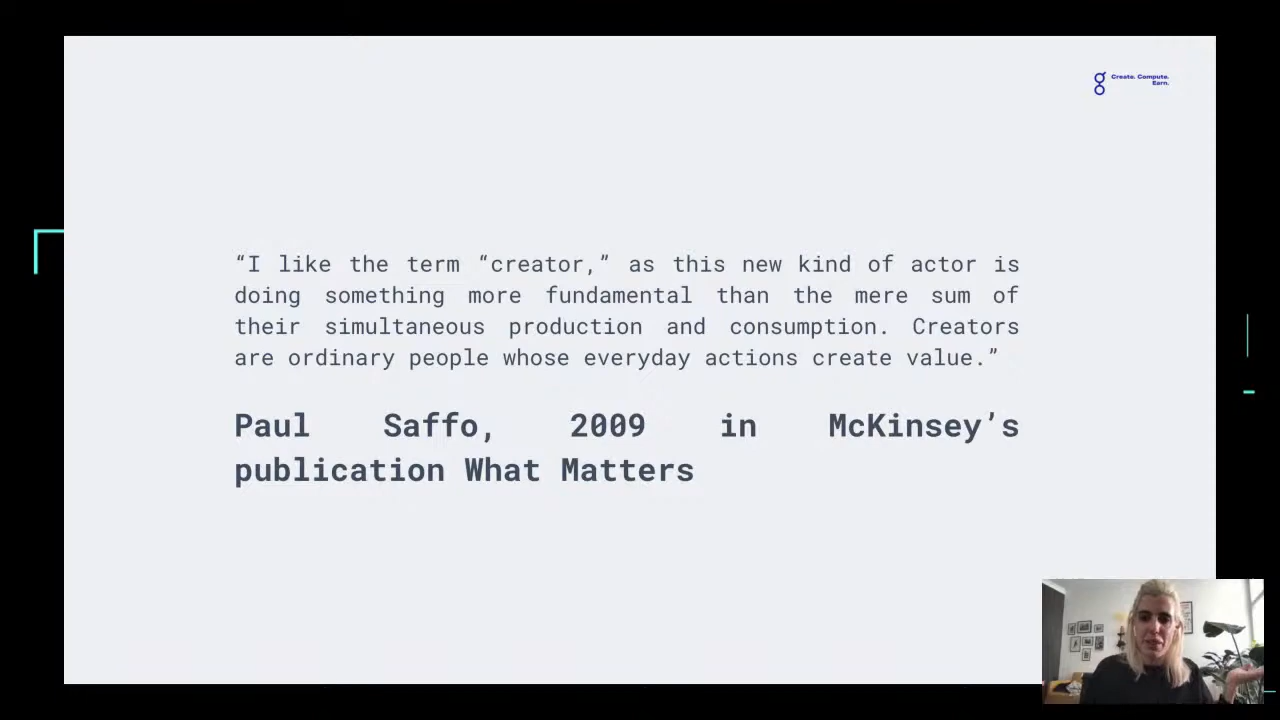 Create. Compute.
Earn.
“I like the term “creator,” as this new kind of actor is
doing something more fundamental than the mere sum of
their simultaneous production and consumption. Creators
are ordinary people whose everyday actions create value.”
Paul Saffo, 2009 in McKinsey’s
publication What Matters